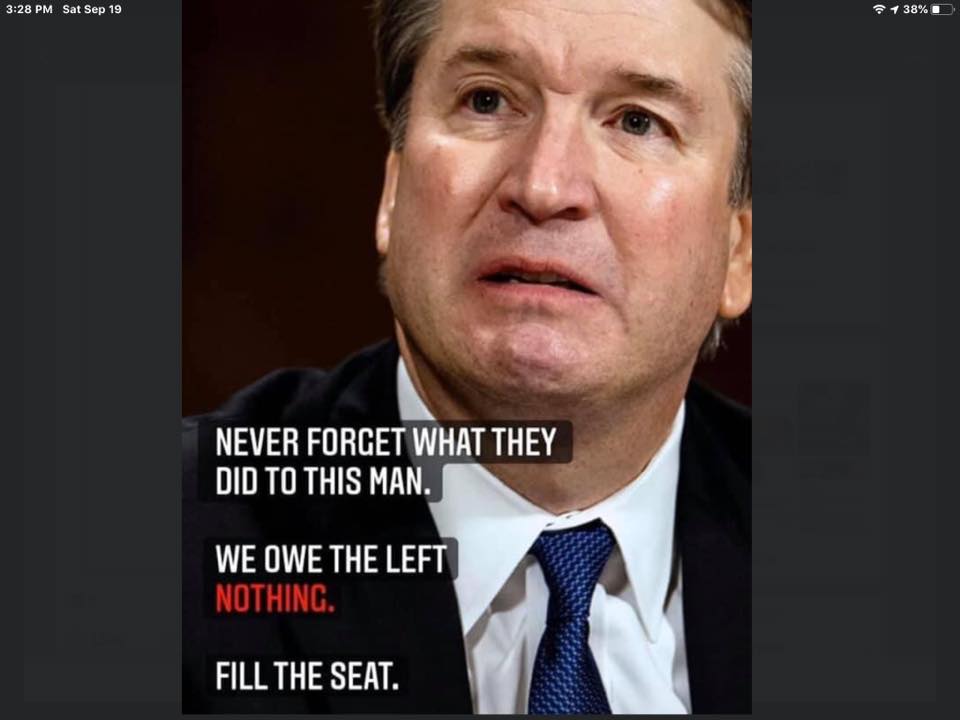 3:28 PM Sat Sep 19
38%
NEVER FORGET WHAT THEY
DID TO THIS MAN.
WE OWE THE LEFT
NOTHING.
FILL THE SEAT.